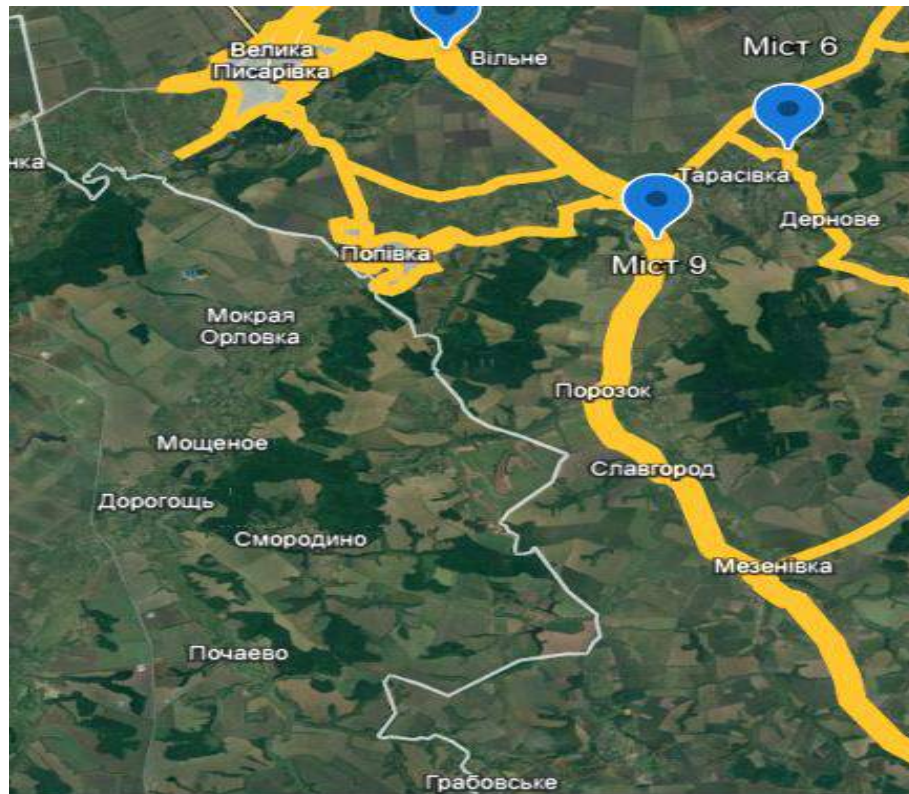 Міст 6
Велика
Писарівка
Вільне
нка
Тарасівка
Дернове
Попівка
Міст 9
Мокрая
Орловка
Порозок
Мощеное
Славгород
Дорогощь
Смородино
Мезенівка
Почаево
Грабовське